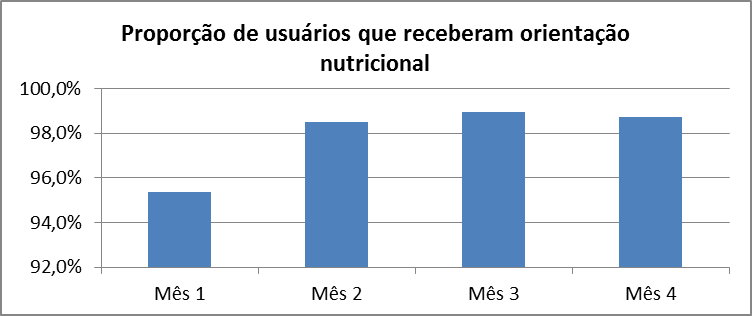 Proporção de usuários que receberam orientação
nutricional
100,0%
98,0%
96,0%
94,0%
92,0%
Mês 1
Mês 2
Mês 3
Mês 4